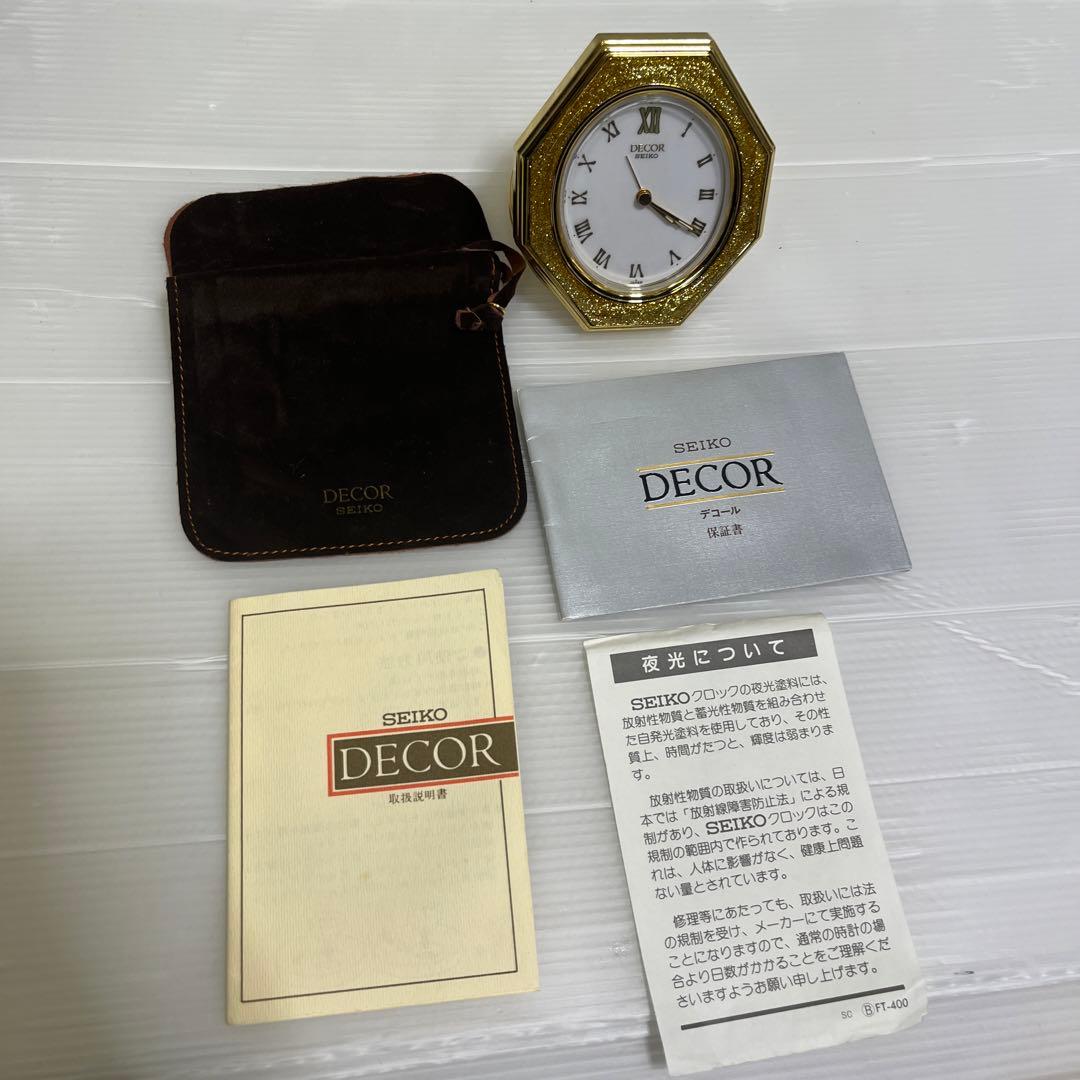 XII
I
II
III
IIII
V
VI
VII
VIII
IX
X
XI
DECOR
SEIKO
DECOR
SEIKO
SEIKO
DECOR
デコール
保証書
SEIKO
DECOR
取扱説明書
夜光について
SEIKOクロックの夜光塗料には、
放射性物質と蓄光性物質を組み合わせ
た自発光塗料を使用しており、その性
質上、時間がたつと、輝度は弱まりま
す。
放射性物質の取扱いについては、日
本では「放射線障害防止法」による規
制があり、SEIKOクロックはこの
規制の範囲内で作られております。こ
れは、人体に影響がなく、健康上問題
ない量とされています。
修理等にあたっても、取扱いには法
の規制を受け、メーカーにて実施する
ことになりますので、通常の時計の場
合より日数がかかることをご理解くだ
さいますようお願い申し上げます。
SC Ⓑ FT-400